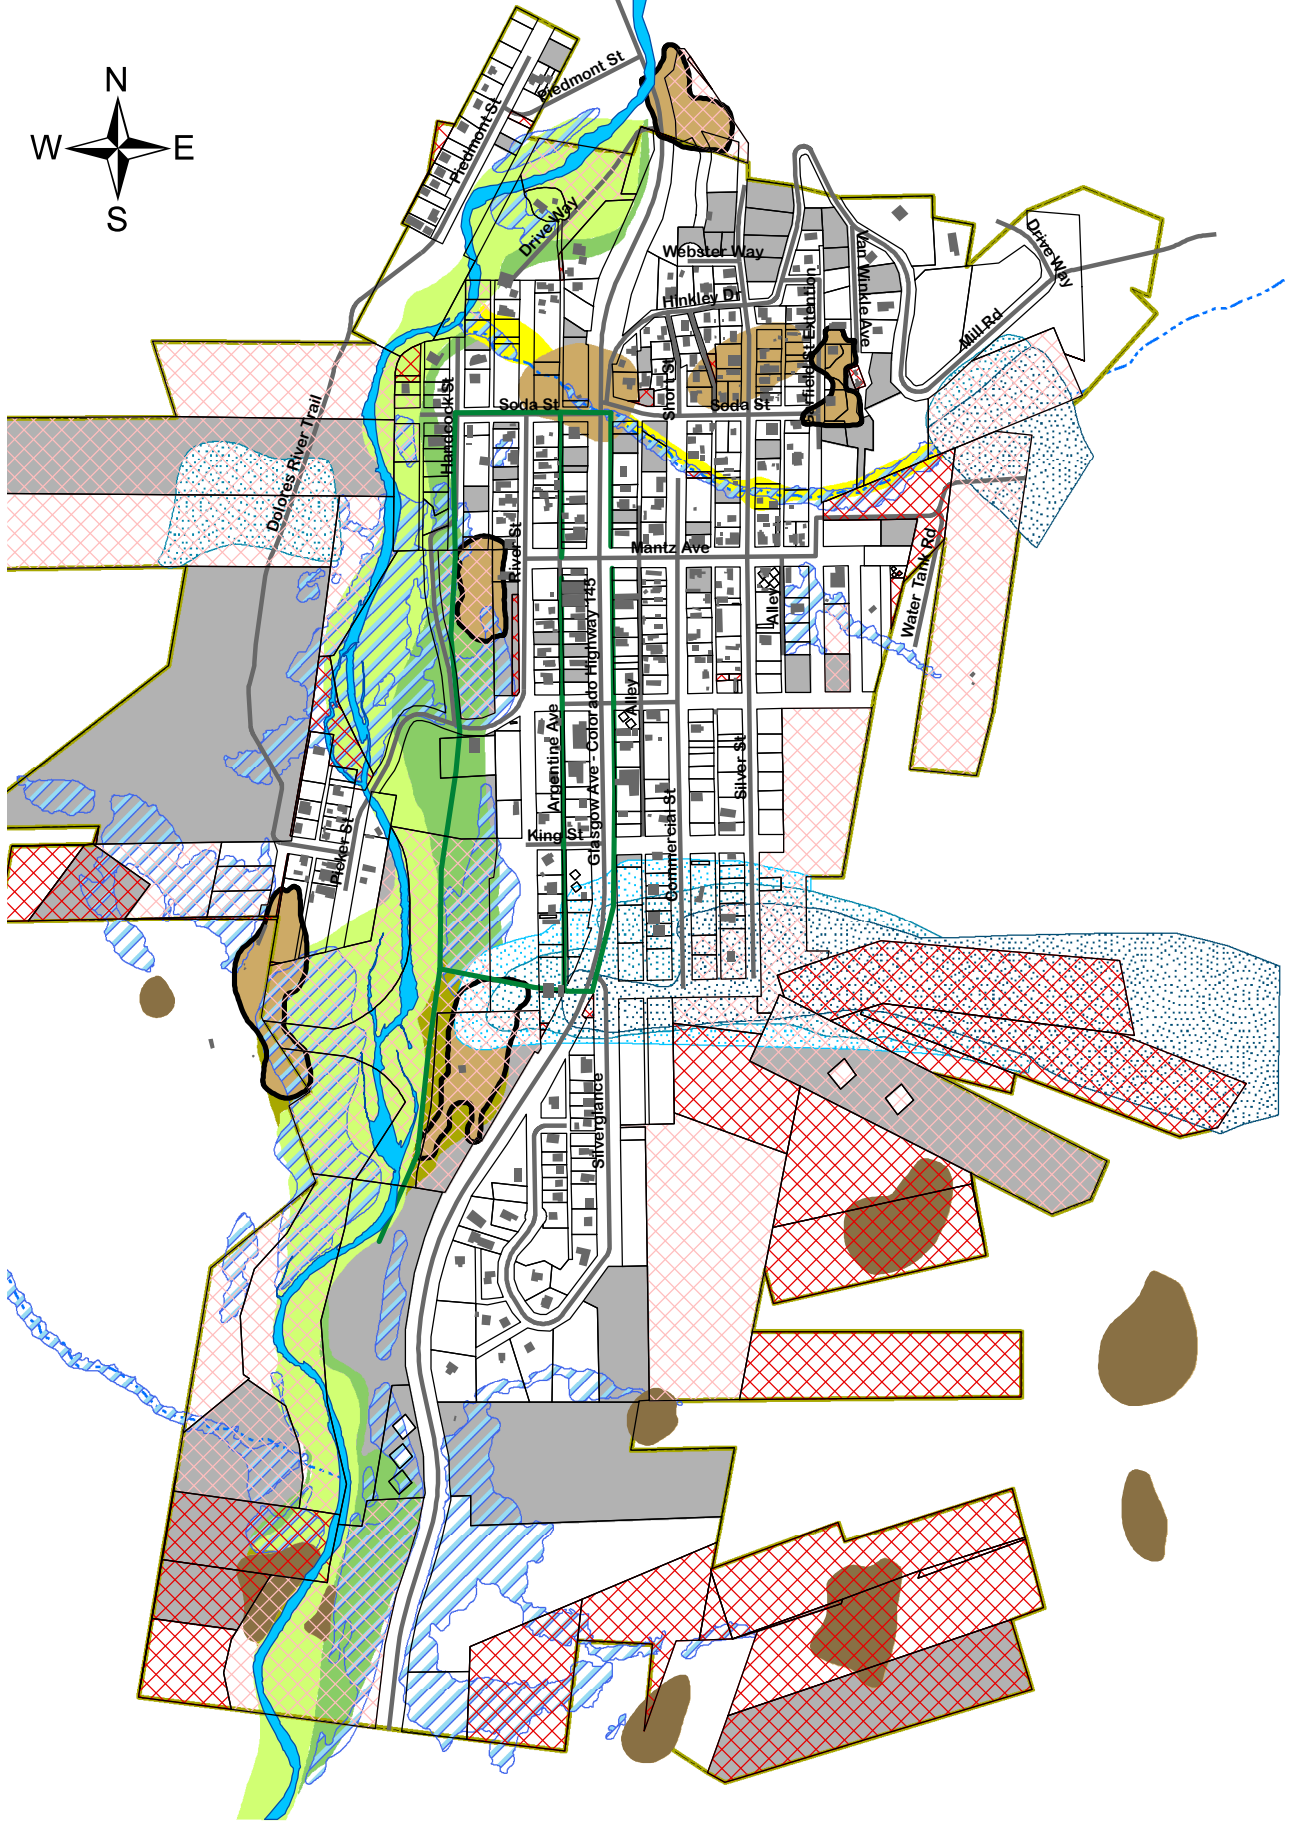 N
W E
S
Piedmont St
Piedmont St
Drive Way
Webster Way
Van Winkle Ave
Drive Way
Hinkley Dr
Garfield St Extention
Mill Rd
Short St
Handcock St
Soda St
Soda St
Dolores River Trail
River St
Mantz Ave
Water Tank Rd
Alley
Glasgow Ave - Colorado Highway 145
Alley
Argentine Ave
Silver St
Commercial St
King St
Picker St
Silverglance